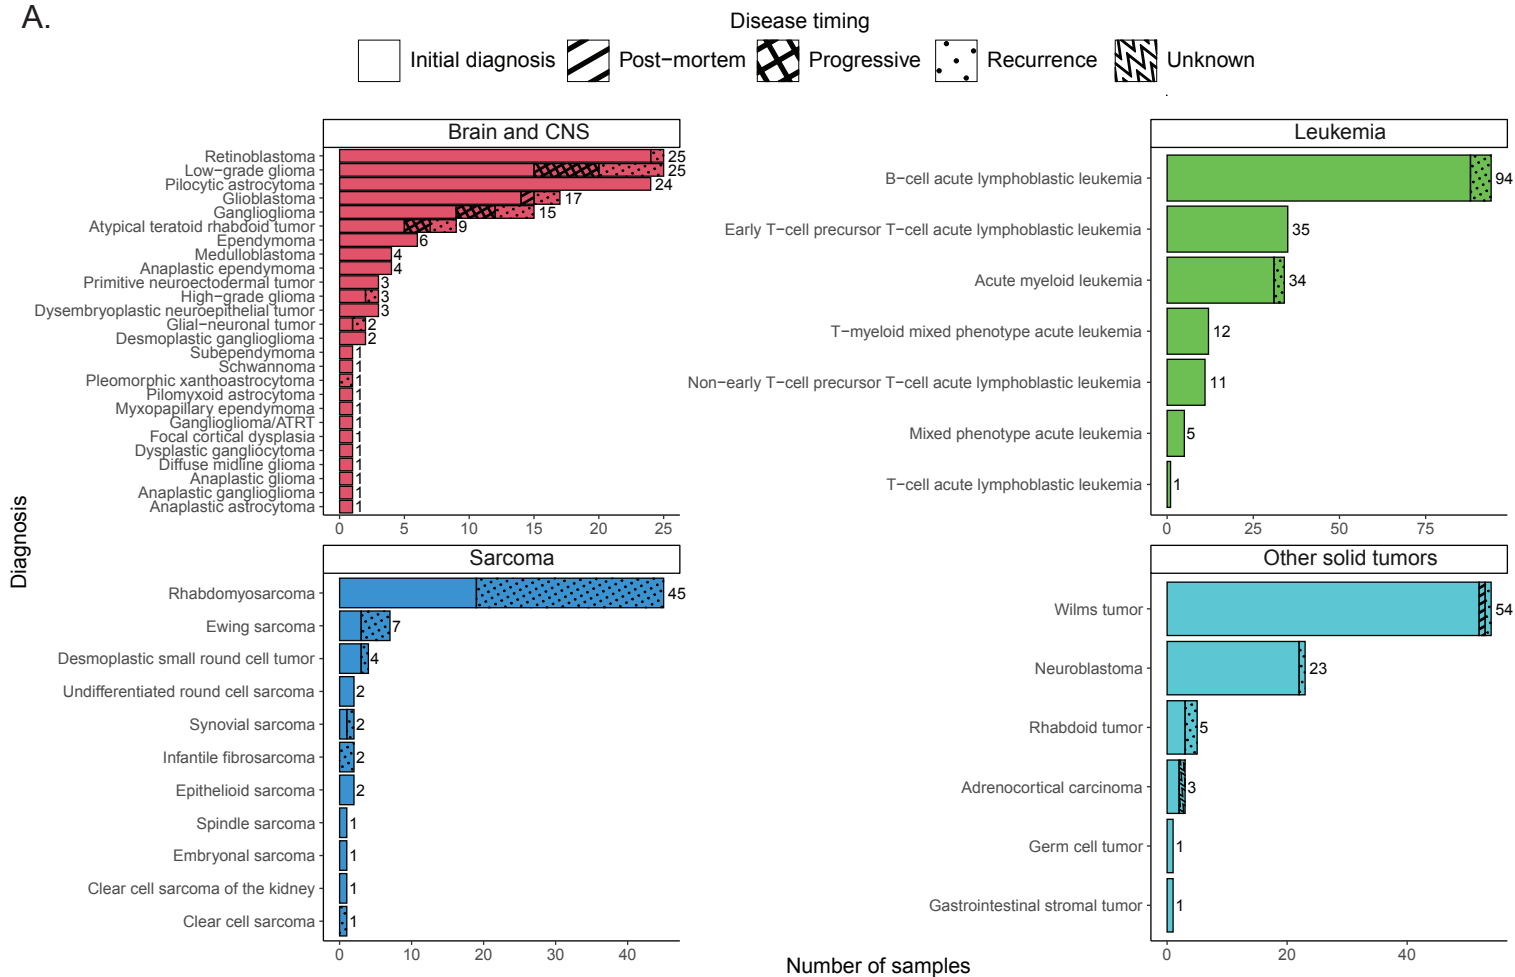 A.
Disease timing
Initial diagnosis
Post−mortem
Progressive
Recurrence
Unknown
Diagnosis
Brain and CNS
Retinoblastoma 25
Low−grade glioma 25
Pilocytic astrocytoma 24
Glioblastoma 17
Ganglioglioma 15
Atypical teratoid rhabdoid tumor 9
Ependymoma 6
Medulloblastoma 4
Anaplastic ependymoma 4
Primitive neuroectodermal tumor 3
High−grade glioma 3
Dysembryoplastic neuroepithelial tumor 3
Glial−neuronal tumor 2
Desmoplastic ganglioglioma 2
Subependymoma 1
Schwannoma 1
Pleomorphic xanthoastrocytoma 1
Pilomyxoid astrocytoma 1
Myxopapillary ependymoma 1
Ganglioglioma/ATRT 1
Focal cortical dysplasia 1
Dysplastic gangliocytoma 1
Diffuse midline glioma 1
Anaplastic glioma 1
Anaplastic ganglioglioma 1
Anaplastic astrocytoma 1
0 5 10 15 20 25
Leukemia
B−cell acute lymphoblastic leukemia 94
Early T−cell precursor T−cell acute lymphoblastic leukemia 35
Acute myeloid leukemia 34
T−myeloid mixed phenotype acute leukemia 12
Non−early T−cell precursor T−cell acute lymphoblastic leukemia 11
Mixed phenotype acute leukemia 5
T−cell acute lymphoblastic leukemia 1
0 25 50 75
Sarcoma
Rhabdomyosarcoma 45
Ewing sarcoma 7
Desmoplastic small round cell tumor 4
Undifferentiated round cell sarcoma 2
Synovial sarcoma 2
Infantile fibrosarcoma 2
Epithelioid sarcoma 2
Spindle sarcoma 1
Embryonal sarcoma 1
Clear cell sarcoma of the kidney 1
Clear cell sarcoma 1
0 10 20 30 40
Other solid tumors
Wilms tumor 54
Neuroblastoma 23
Rhabdoid tumor 5
Adrenocortical carcinoma 3
Germ cell tumor 1
Gastrointestinal stromal tumor 1
0 20 40
Number of samples